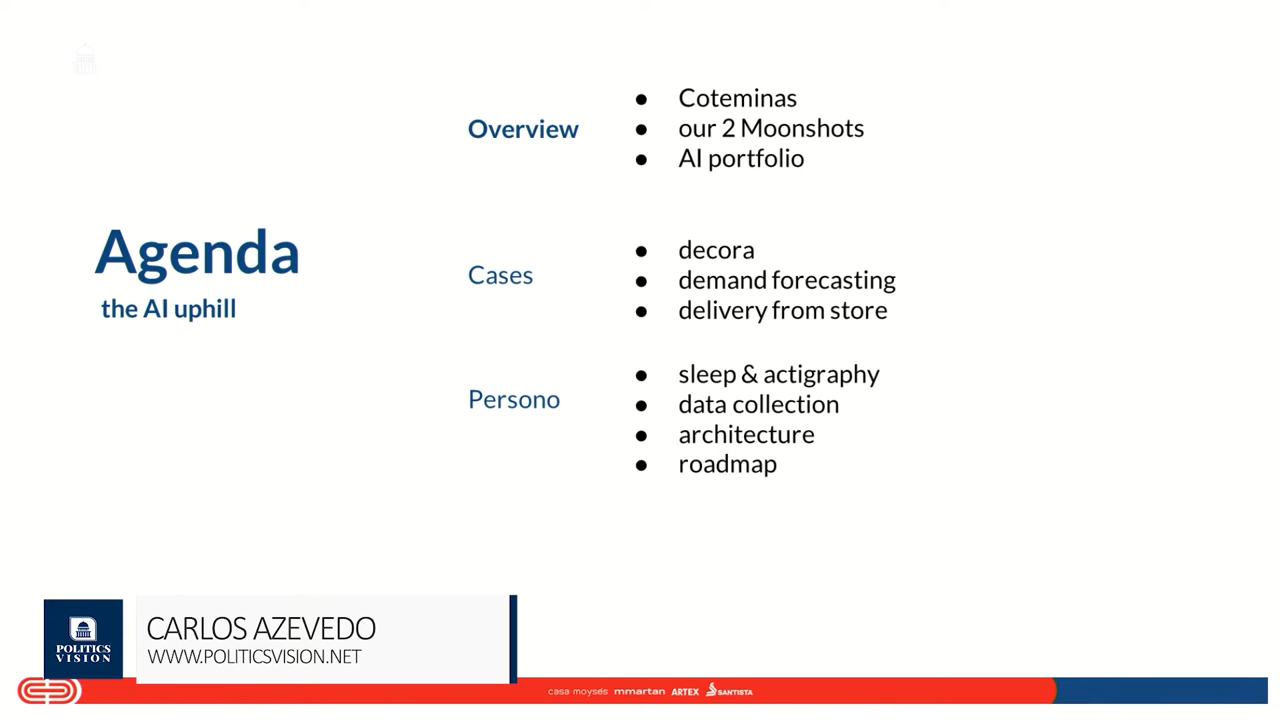 Agenda
the AI uphill
Overview
● Coteminas
● our 2 Moonshots
● AI portfolio
Cases
● decora
● demand forecasting
● delivery from store
Persono
● sleep & actigraphy
● data collection
● architecture
● roadmap
POLITICS
VISION
CARLOS AZEVEDO
WWW.POLITICSVISION.NET
casa moysés mmartan ARTEX SANTISTA